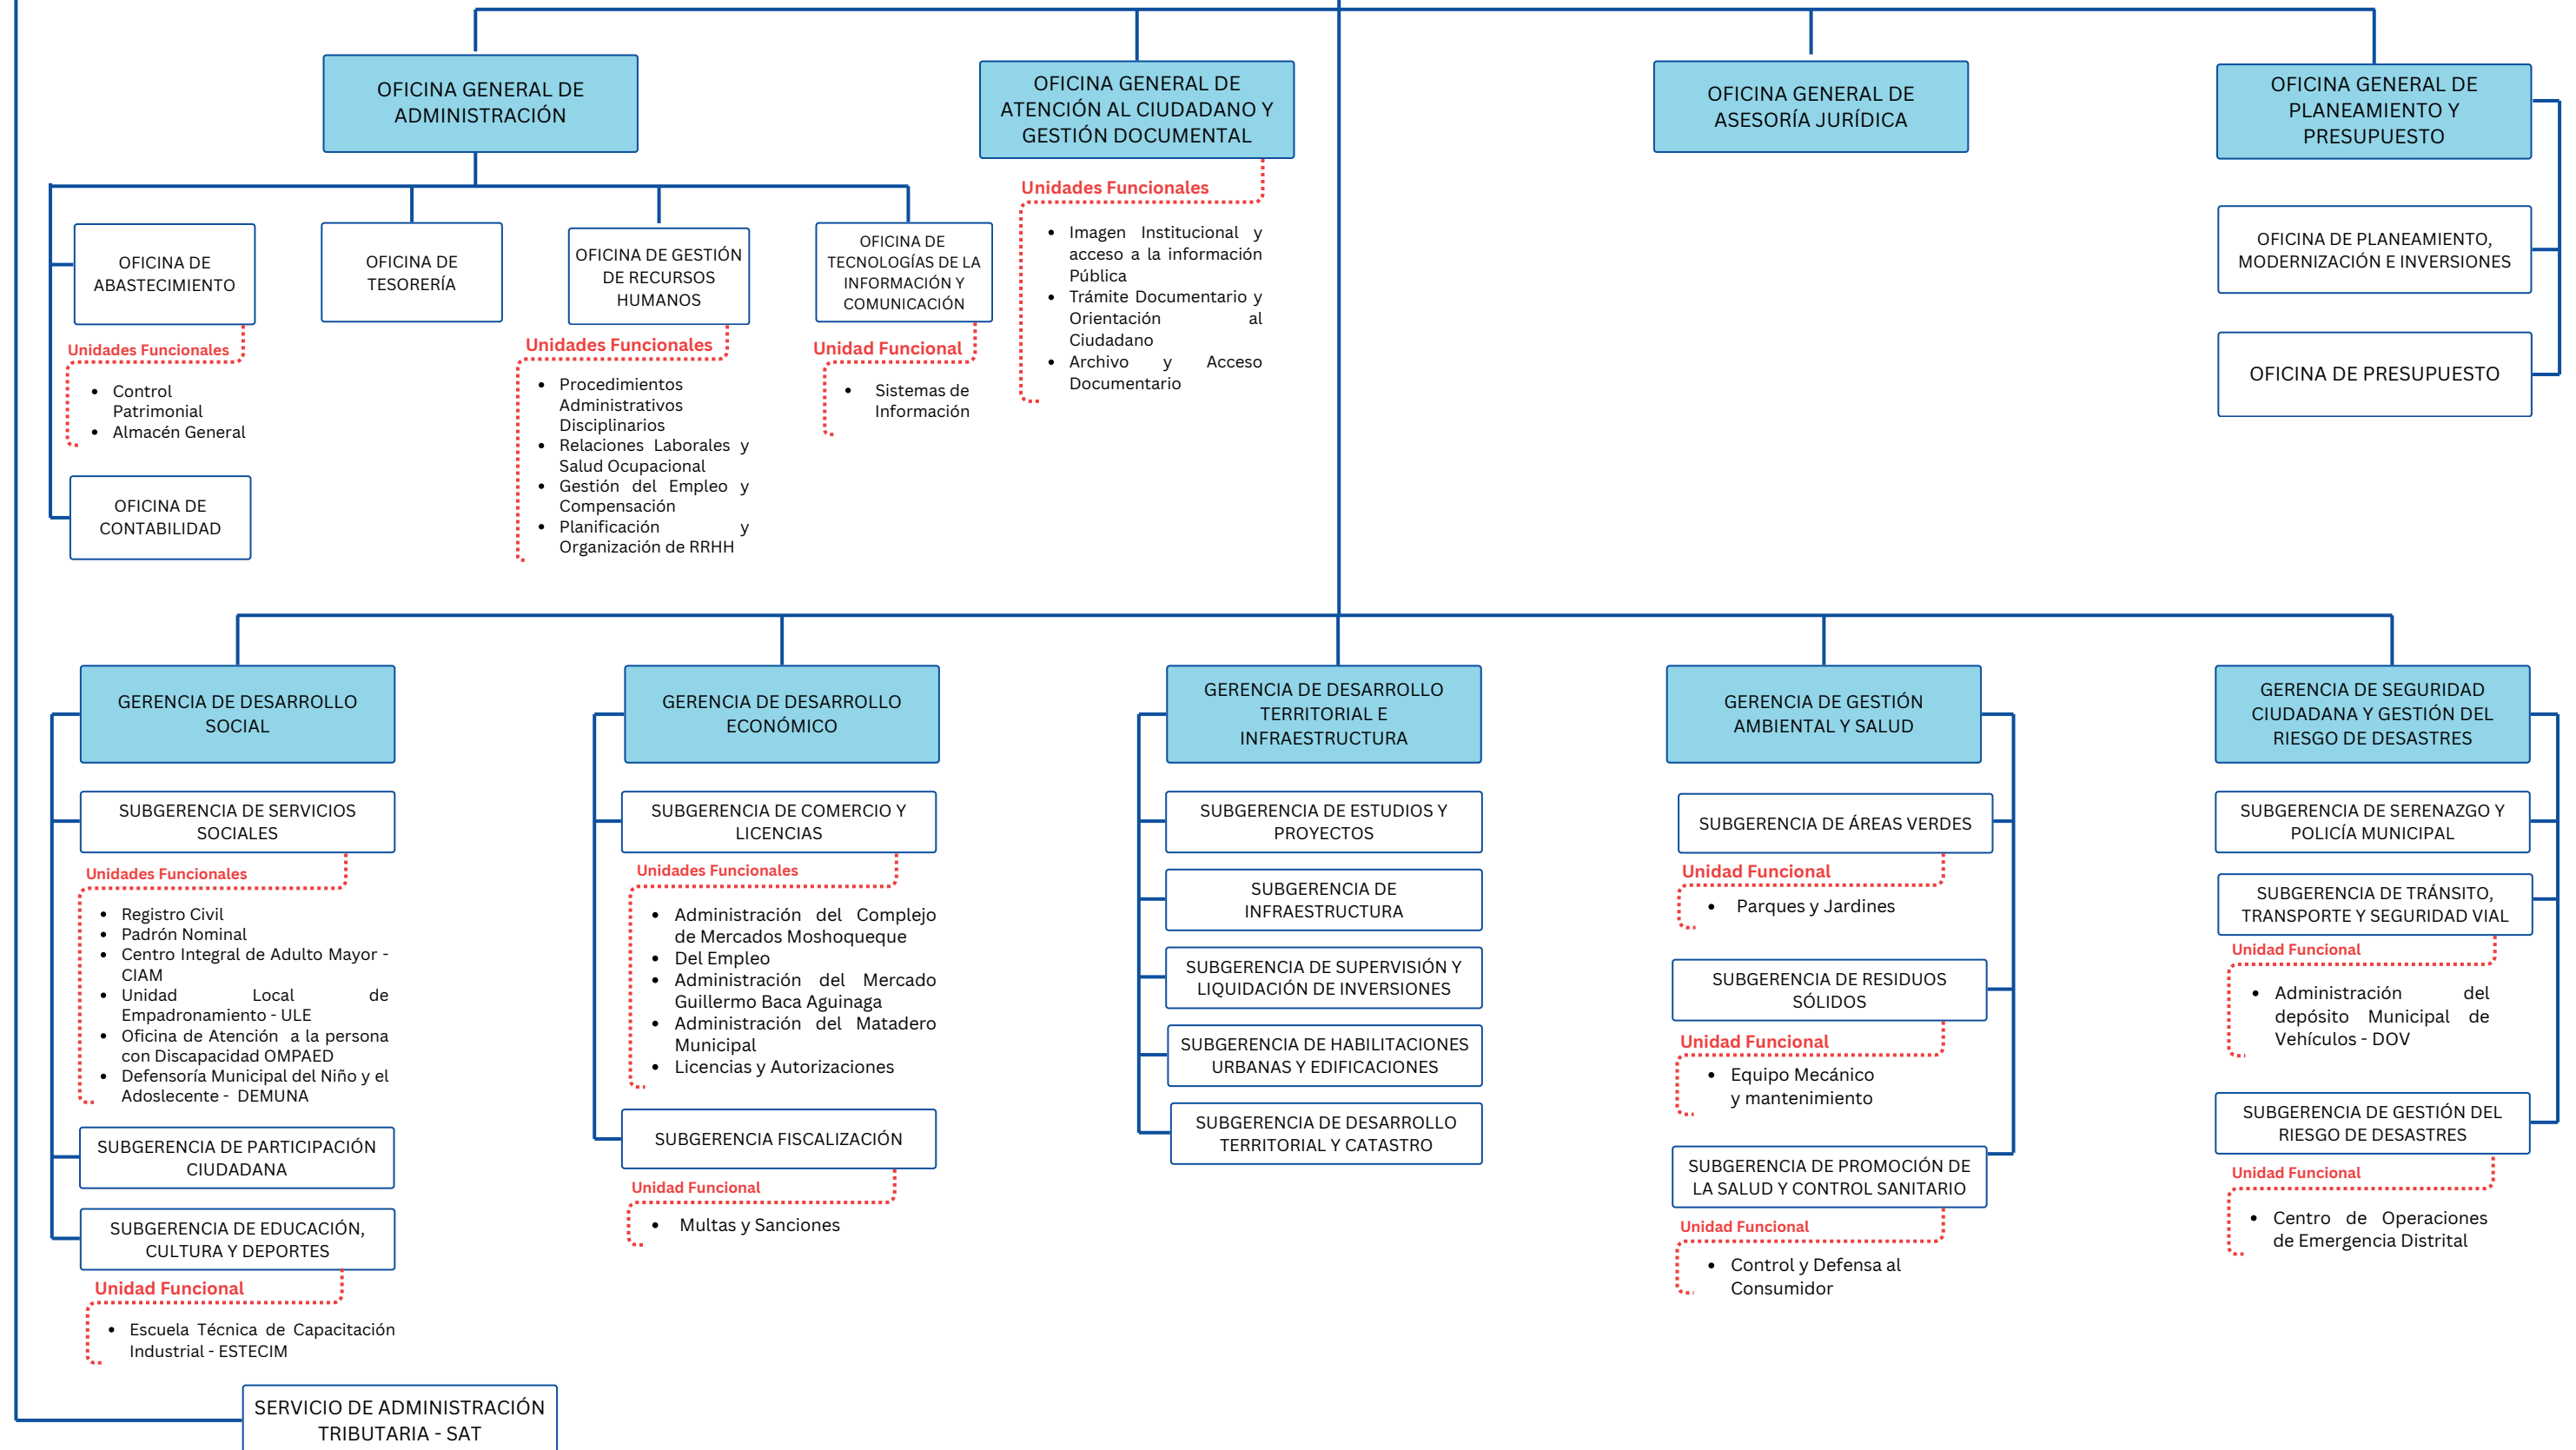 OFICINA GENERAL DE
ADMINISTRACIÓN
OFICINA GENERAL DE
ATENCIÓN AL CIUDADANO Y
GESTIÓN DOCUMENTAL
OFICINA GENERAL DE
ASESORÍA JURÍDICA
OFICINA GENERAL DE
PLANEAMIENTO Y
PRESUPUESTO
OFICINA DE
ABASTECIMIENTO
Unidades Funcionales
• Control
Patrimonial
• Almacén General
OFICINA DE
CONTABILIDAD
OFICINA DE
TESORERÍA
OFICINA DE GESTIÓN
DE RECURSOS
HUMANOS
Unidades Funcionales
• Procedimientos
Administrativos
Disciplinarios
• Relaciones Laborales y
Salud Ocupacional
• Gestión del Empleo y
Compensación
• Planificación y
Organización de RRHH
OFICINA DE
TECNOLOGÍAS DE LA
INFORMACIÓN Y
COMUNICACIÓN
Unidad Funcional
• Sistemas de
Información
Unidades Funcionales
• Imagen Institucional y
acceso a la información
Pública
• Trámite Documentario y
Orientación al
Ciudadano
• Archivo y Acceso
Documentario
OFICINA DE PLANEAMIENTO,
MODERNIZACIÓN E INVERSIONES
OFICINA DE PRESUPUESTO
GERENCIA DE DESARROLLO
SOCIAL
SUBGERENCIA DE SERVICIOS
SOCIALES
Unidades Funcionales
• Registro Civil
• Padrón Nominal
• Centro Integral de Adulto Mayor -
CIAM
• Unidad Local de
Empadronamiento - ULE
• Oficina de Atención a la persona
con Discapacidad OMPAED
• Defensoría Municipal del Niño y el
Adoslecente - DEMUNA
SUBGERENCIA DE PARTICIPACIÓN
CIUDADANA
SUBGERENCIA DE EDUCACIÓN,
CULTURA Y DEPORTES
Unidad Funcional
• Escuela Técnica de Capacitación
Industrial - ESTECIM
GERENCIA DE DESARROLLO
ECONÓMICO
SUBGERENCIA DE COMERCIO Y
LICENCIAS
Unidades Funcionales
• Administración del Complejo
de Mercados Moshoqueque
• Del Empleo
• Administración del Mercado
Guillermo Baca Aguinaga
• Administración del Matadero
Municipal
• Licencias y Autorizaciones
SUBGERENCIA FISCALIZACIÓN
Unidad Funcional
• Multas y Sanciones
GERENCIA DE DESARROLLO
TERRITORIAL E
INFRAESTRUCTURA
SUBGERENCIA DE ESTUDIOS Y
PROYECTOS
SUBGERENCIA DE
INFRAESTRUCTURA
SUBGERENCIA DE SUPERVISIÓN Y
LIQUIDACIÓN DE INVERSIONES
SUBGERENCIA DE HABILITACIONES
URBANAS Y EDIFICACIONES
SUBGERENCIA DE DESARROLLO
TERRITORIAL Y CATASTRO
GERENCIA DE GESTIÓN
AMBIENTAL Y SALUD
SUBGERENCIA DE ÁREAS VERDES
Unidad Funcional
• Parques y Jardines
SUBGERENCIA DE RESIDUOS
SÓLIDOS
Unidad Funcional
• Equipo Mecánico
y mantenimiento
SUBGERENCIA DE PROMOCIÓN DE
LA SALUD Y CONTROL SANITARIO
Unidad Funcional
• Control y Defensa al
Consumidor
GERENCIA DE SEGURIDAD
CIUDADANA Y GESTIÓN DEL
RIESGO DE DESASTRES
SUBGERENCIA DE SERENAZGO Y
POLICÍA MUNICIPAL
SUBGERENCIA DE TRÁNSITO,
TRANSPORTE Y SEGURIDAD VIAL
Unidad Funcional
• Administración del
depósito Municipal de
Vehículos - DOV
SUBGERENCIA DE GESTIÓN DEL
RIESGO DE DESASTRES
Unidad Funcional
• Centro de Operaciones
de Emergencia Distrital
SERVICIO DE ADMINISTRACIÓN
TRIBUTARIA - SAT